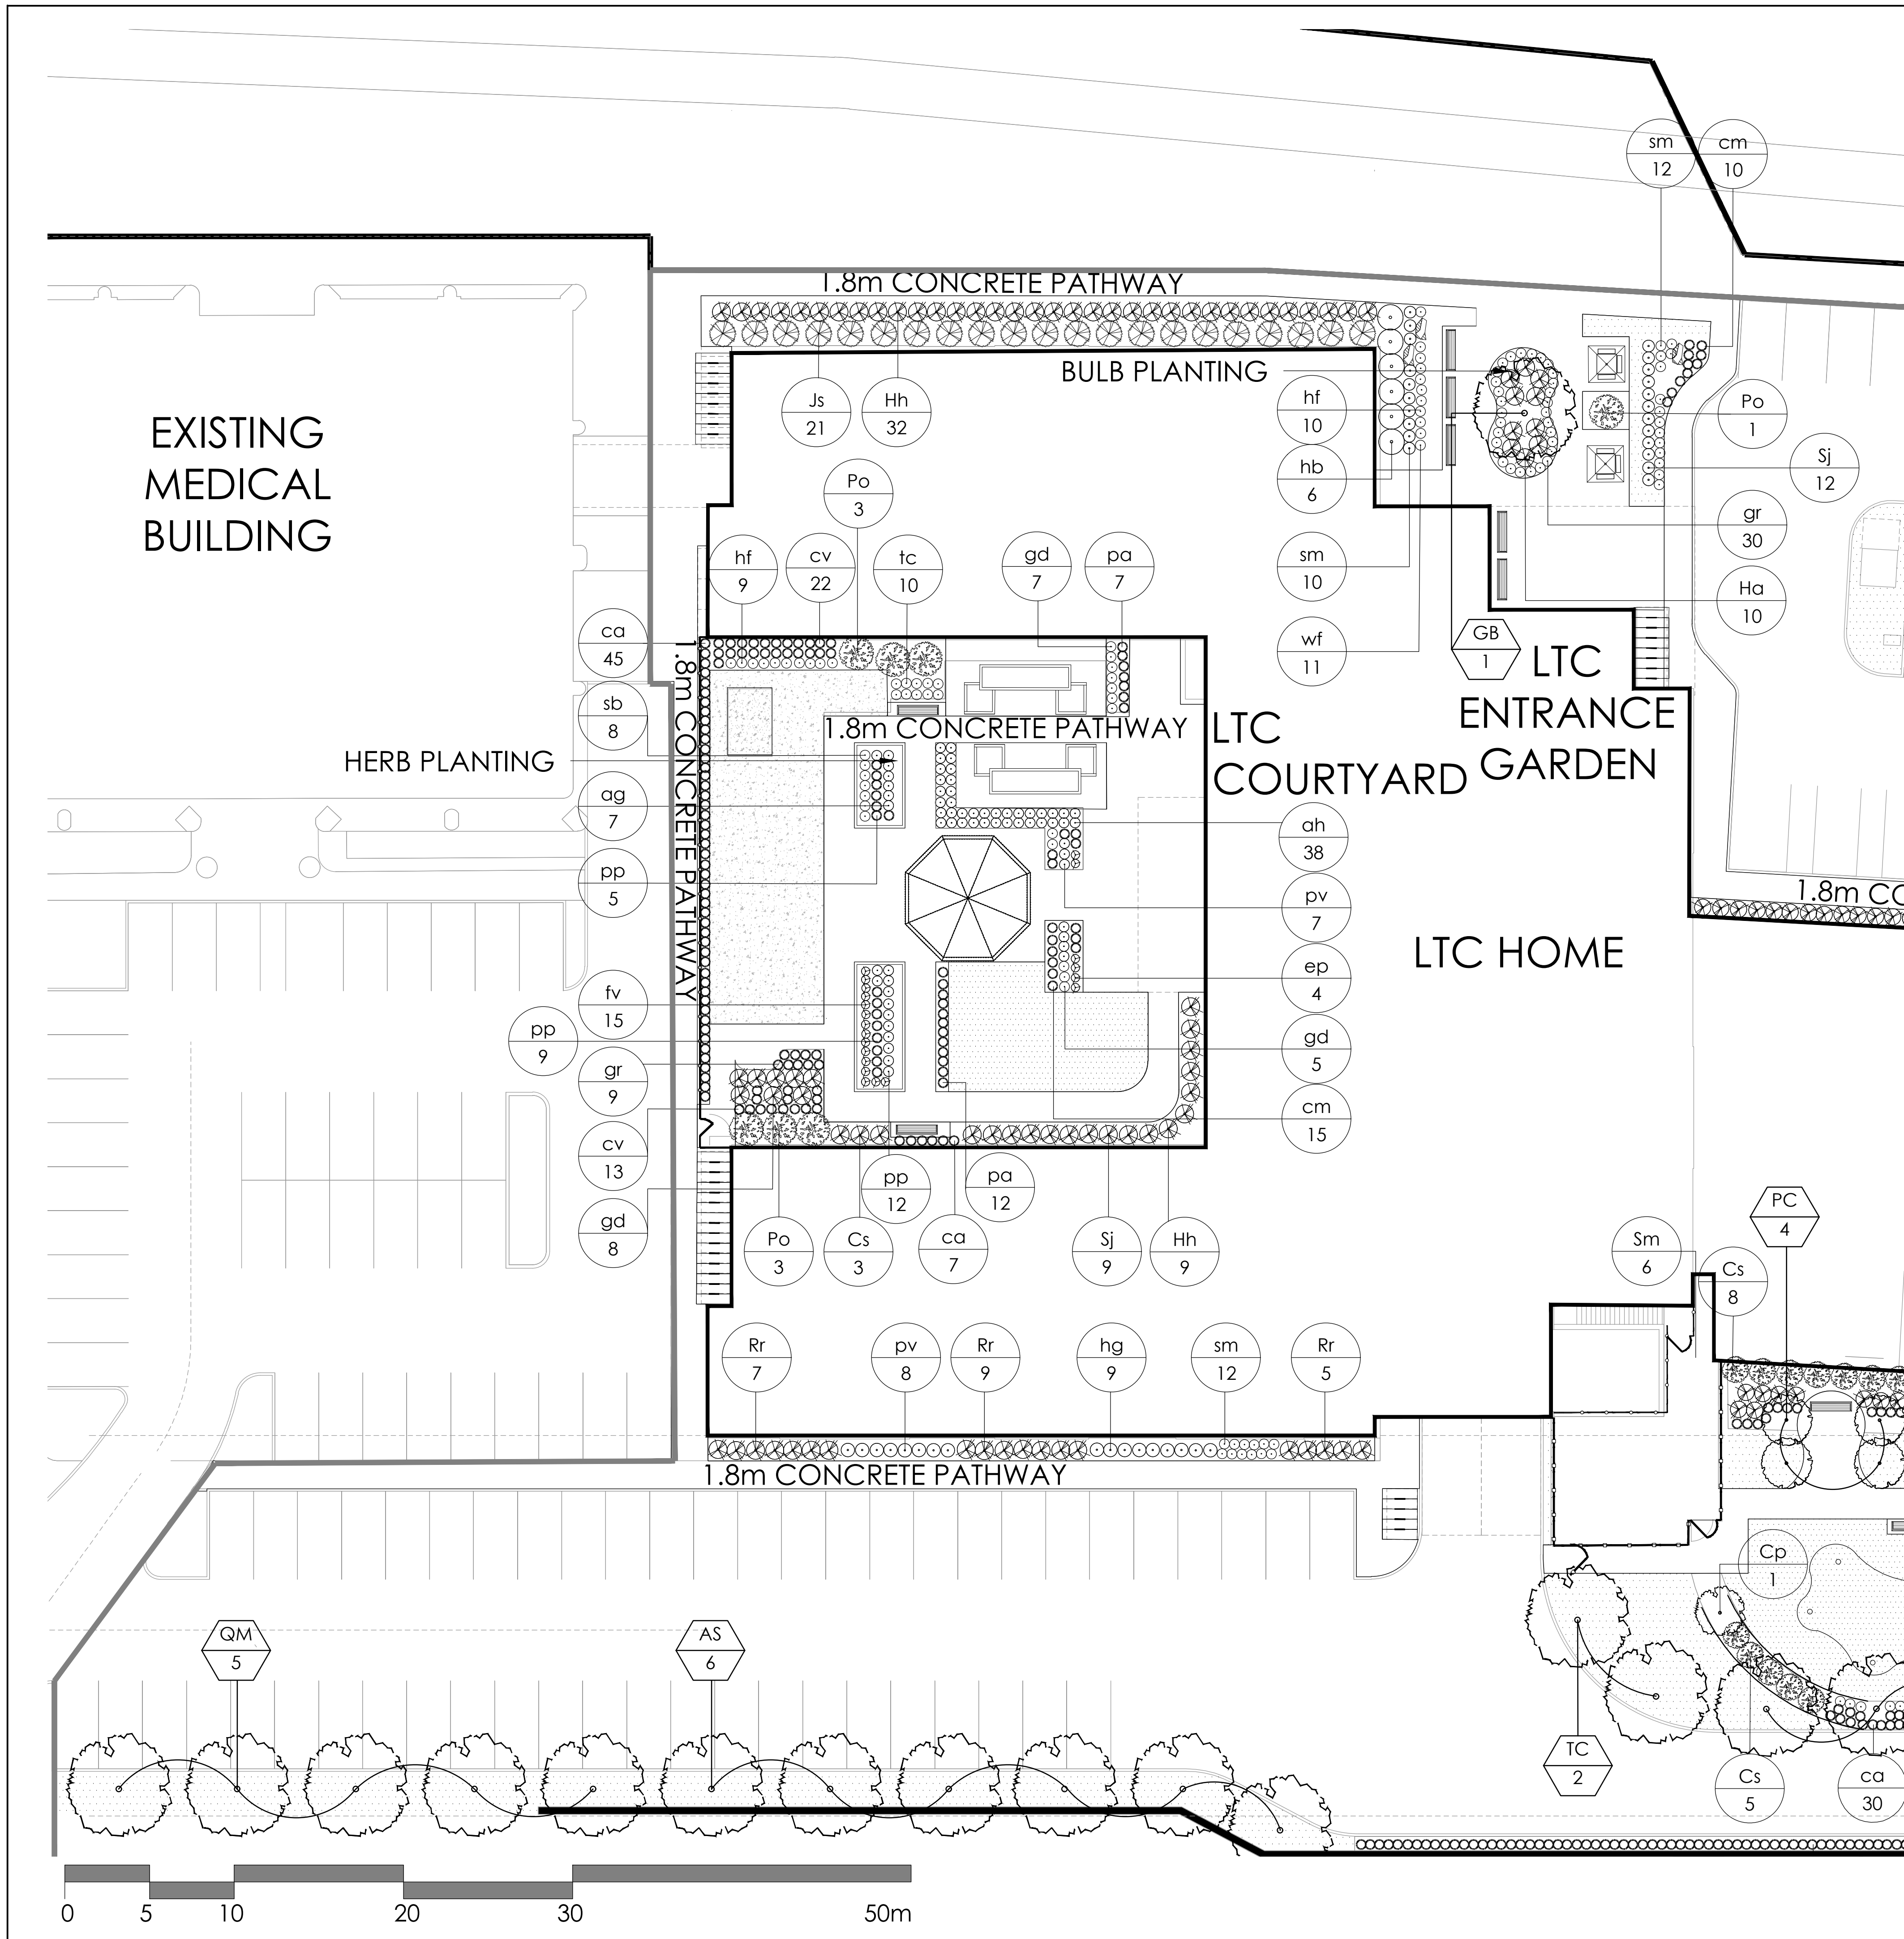 sm
12
cm
10
1.8m CONCRETE PATHWAY
BULB PLANTING
EXISTING
MEDICAL
BUILDING
Js
21
Hh
32
hf
10
Po
1
hb
6
Sj
12
Po
3
gr
30
hf
9
cv
22
tc
10
gd
7
pa
7
sm
10
Ha
10
ca
45
wf
11
GB
1
LTC
ENTRANCE
GARDEN
sb
8
1.8m CONCRETE PATHWAY
1.8m CONCRETE PATHWAY
LTC
COURTYARD
HERB PLANTING
ag
7
ah
38
pp
5
pv
7
1.8m CO
LTC HOME
fv
15
ep
4
pp
9
gd
5
gr
9
cm
15
cv
13
pp
12
pa
12
gd
8
Po
3
Cs
3
ca
7
Sj
9
Hh
9
PC
4
Sm
6
Cs
8
Rr
7
pv
8
Rr
9
hg
9
sm
12
Rr
5
1.8m CONCRETE PATHWAY
Cp
1
QM
5
AS
6
TC
2
Cs
5
ca
30
0 5 10 20 30 50m